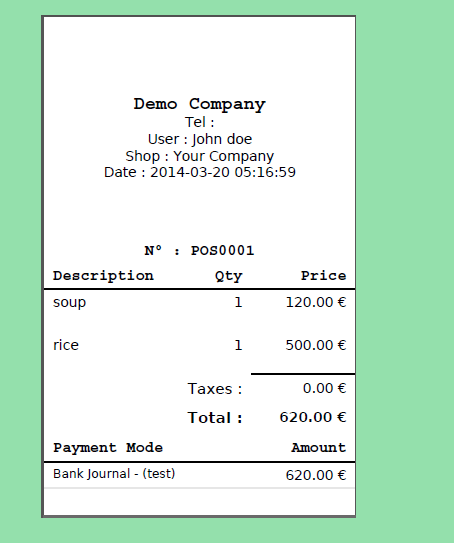 Demo Company
Tel :
User : John doe
Shop : Your Company
Date : 2014-03-20 05:16:59
N° : POS0001
Description Qty Price
soup 1 120.00 €
rice 1 500.00 €
Taxes : 0.00 €
Total : 620.00 €
Payment Mode Amount
Bank Journal - (test) 620.00 €